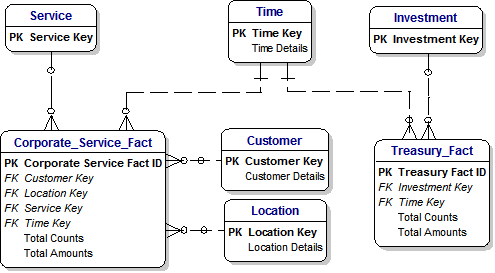 Service
PK Service Key
Time
PK Time Key
Time Details
Investment
PK Investment Key
Corporate_Service_Fact
PK Corporate Service Fact ID
FK Customer Key
FK Location Key
FK Service Key
FK Time Key
Total Counts
Total Amounts
Customer
PK Customer Key
Customer Details
Location
PK Location Key
Location Details
Treasury_Fact
PK Treasury Fact ID
FK Investment Key
FK Time Key
Total Counts
Total Amounts